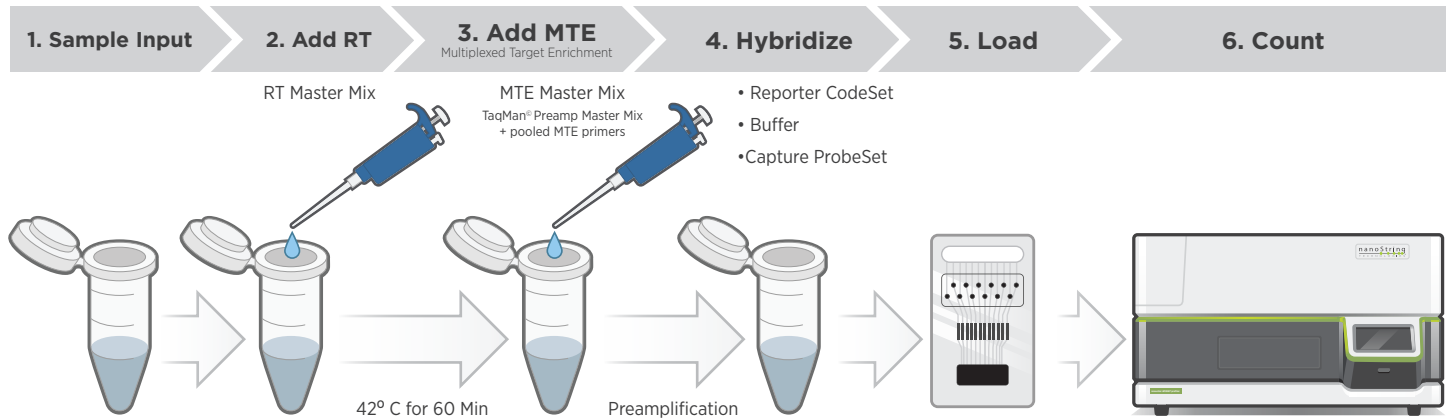 1. Sample Input
2. Add RT
3. Add MTE
Multiplexed Target Enrichment
4. Hybridize
5. Load
6. Count
RT Master Mix
MTE Master Mix
TaqMan® Preamp Master Mix
+ pooled MTE primers
• Reporter CodeSet
• Buffer
•Capture ProbeSet
nanoString
42º C for 60 Min
Preamplification